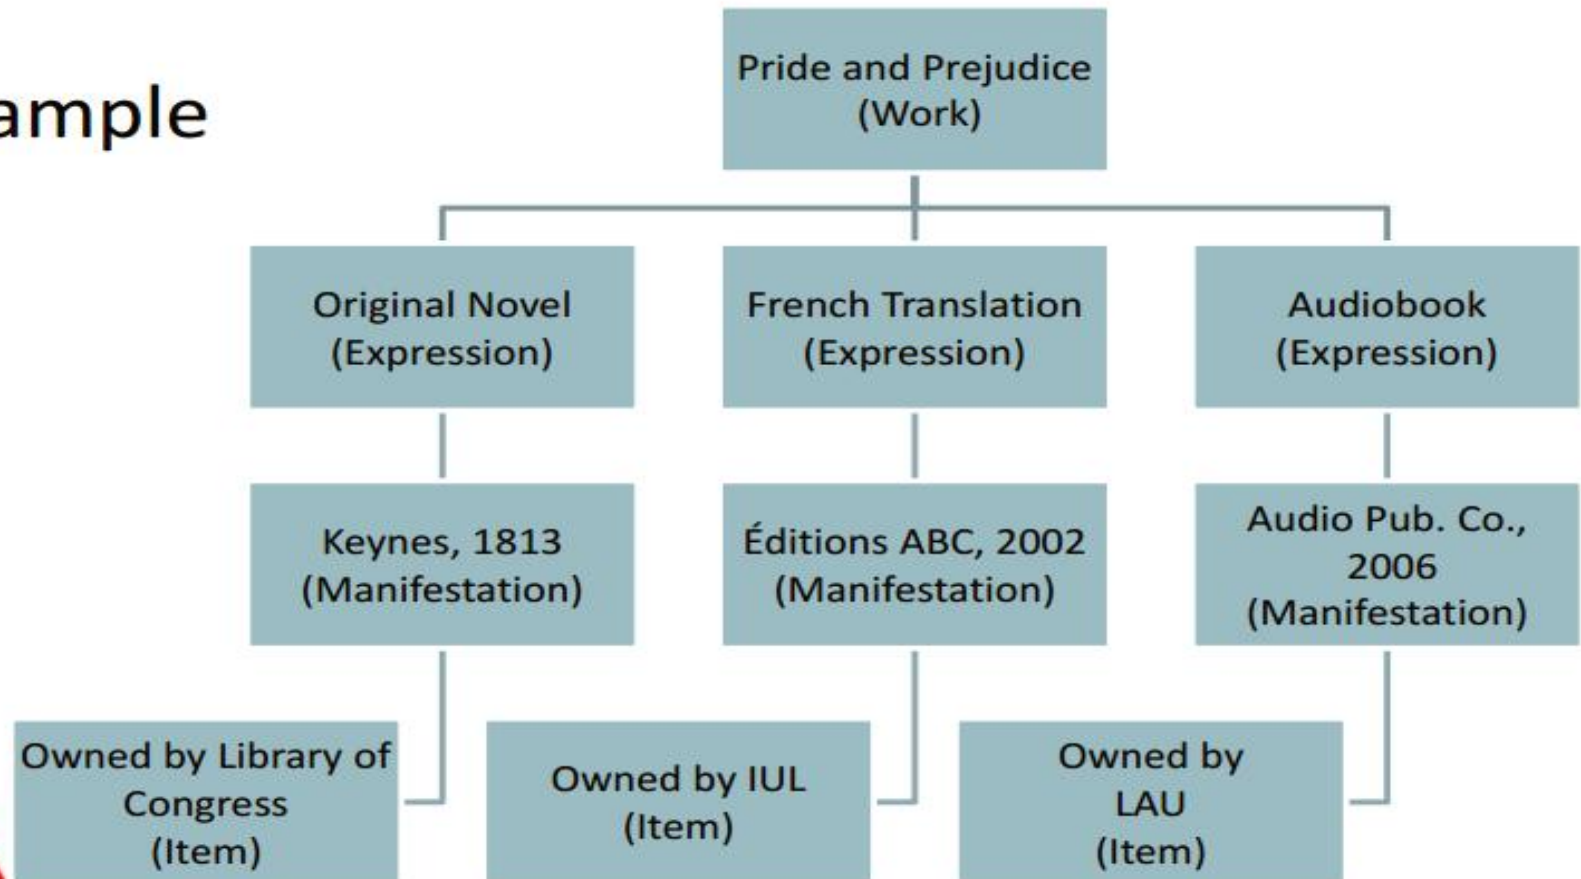 ample
Pride and Prejudice
(Work)
Original Novel
(Expression)
French Translation
(Expression)
Audiobook
(Expression)
Keynes, 1813
(Manifestation)
Éditions ABC, 2002
(Manifestation)
Audio Pub. Co.,
2006
(Manifestation)
Owned by Library of
Congress
(Item)
Owned by IUL
(Item)
Owned by
LAU
(Item)